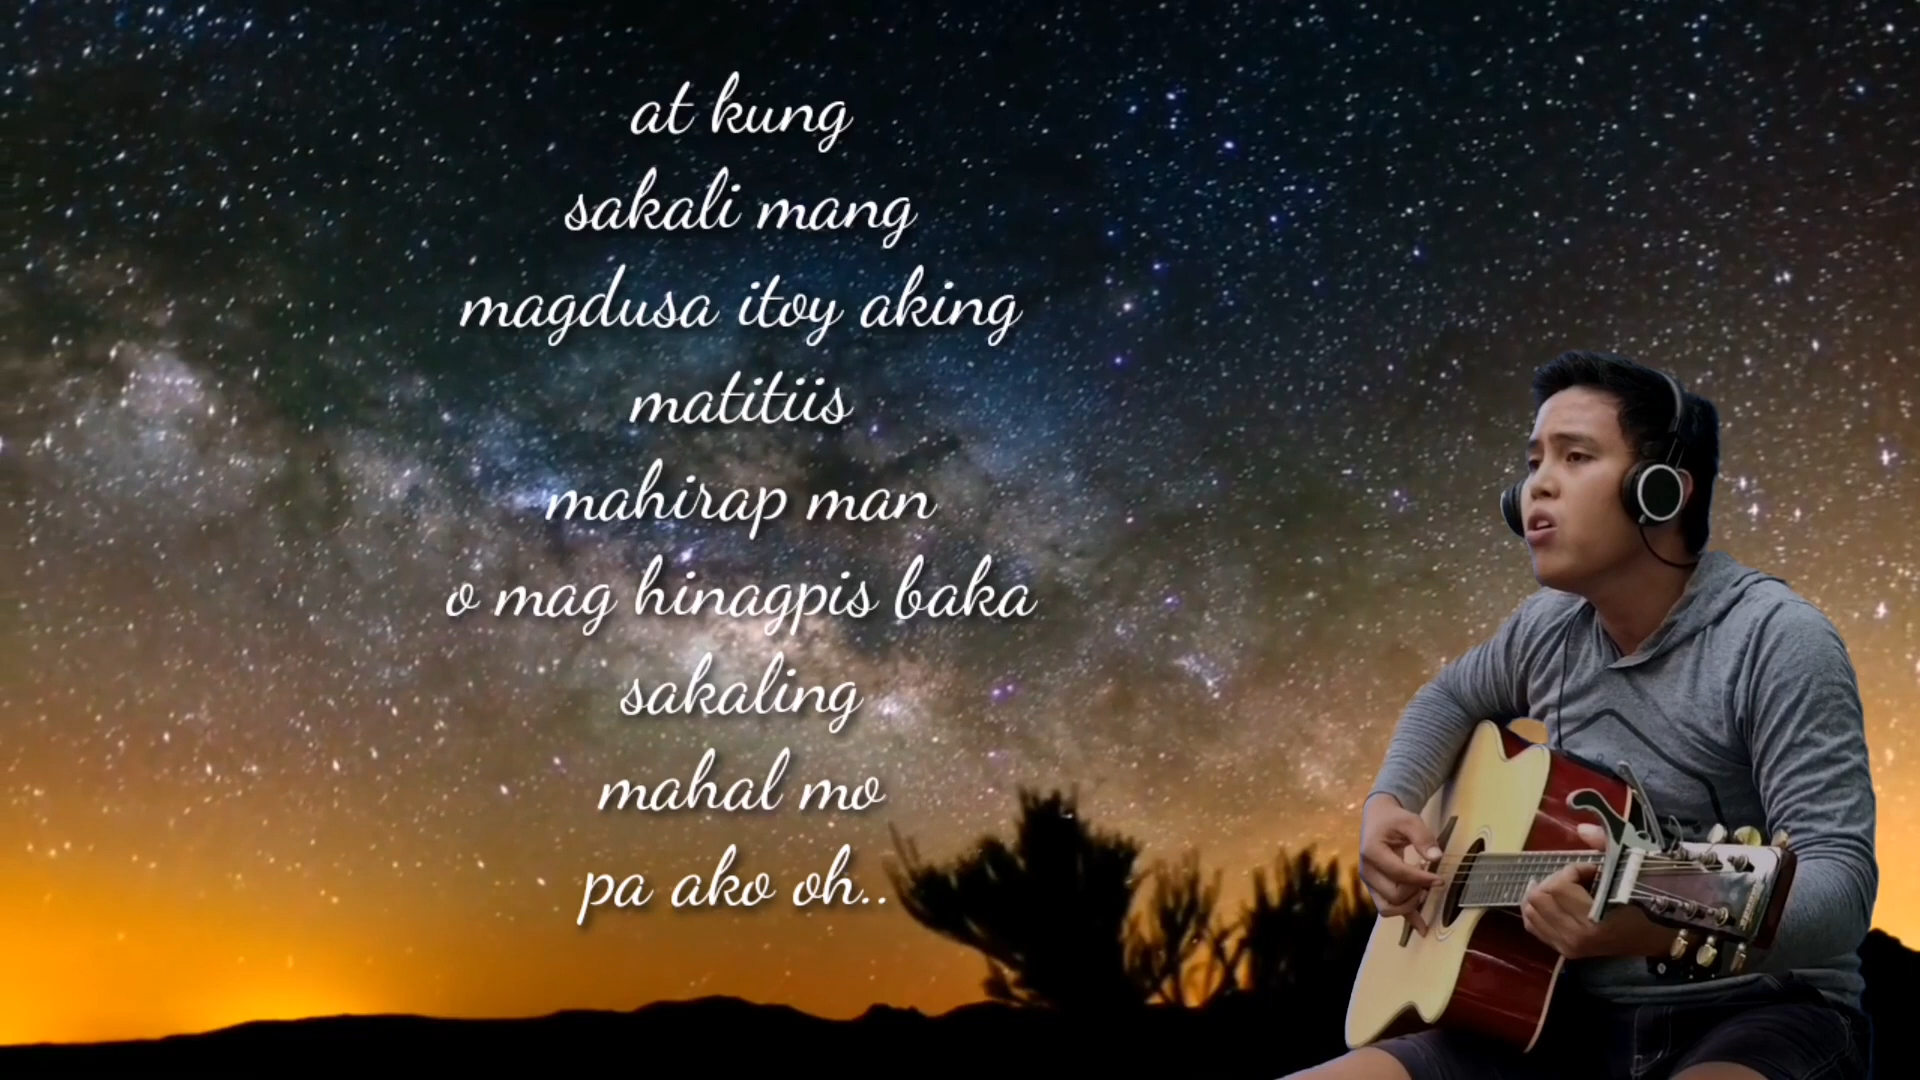 at kung
sakali mang
magdusa itoy aking
matitiis
mahirap man
o mag hinagpis baka
sakaling
mahal mo
pa ako oh..